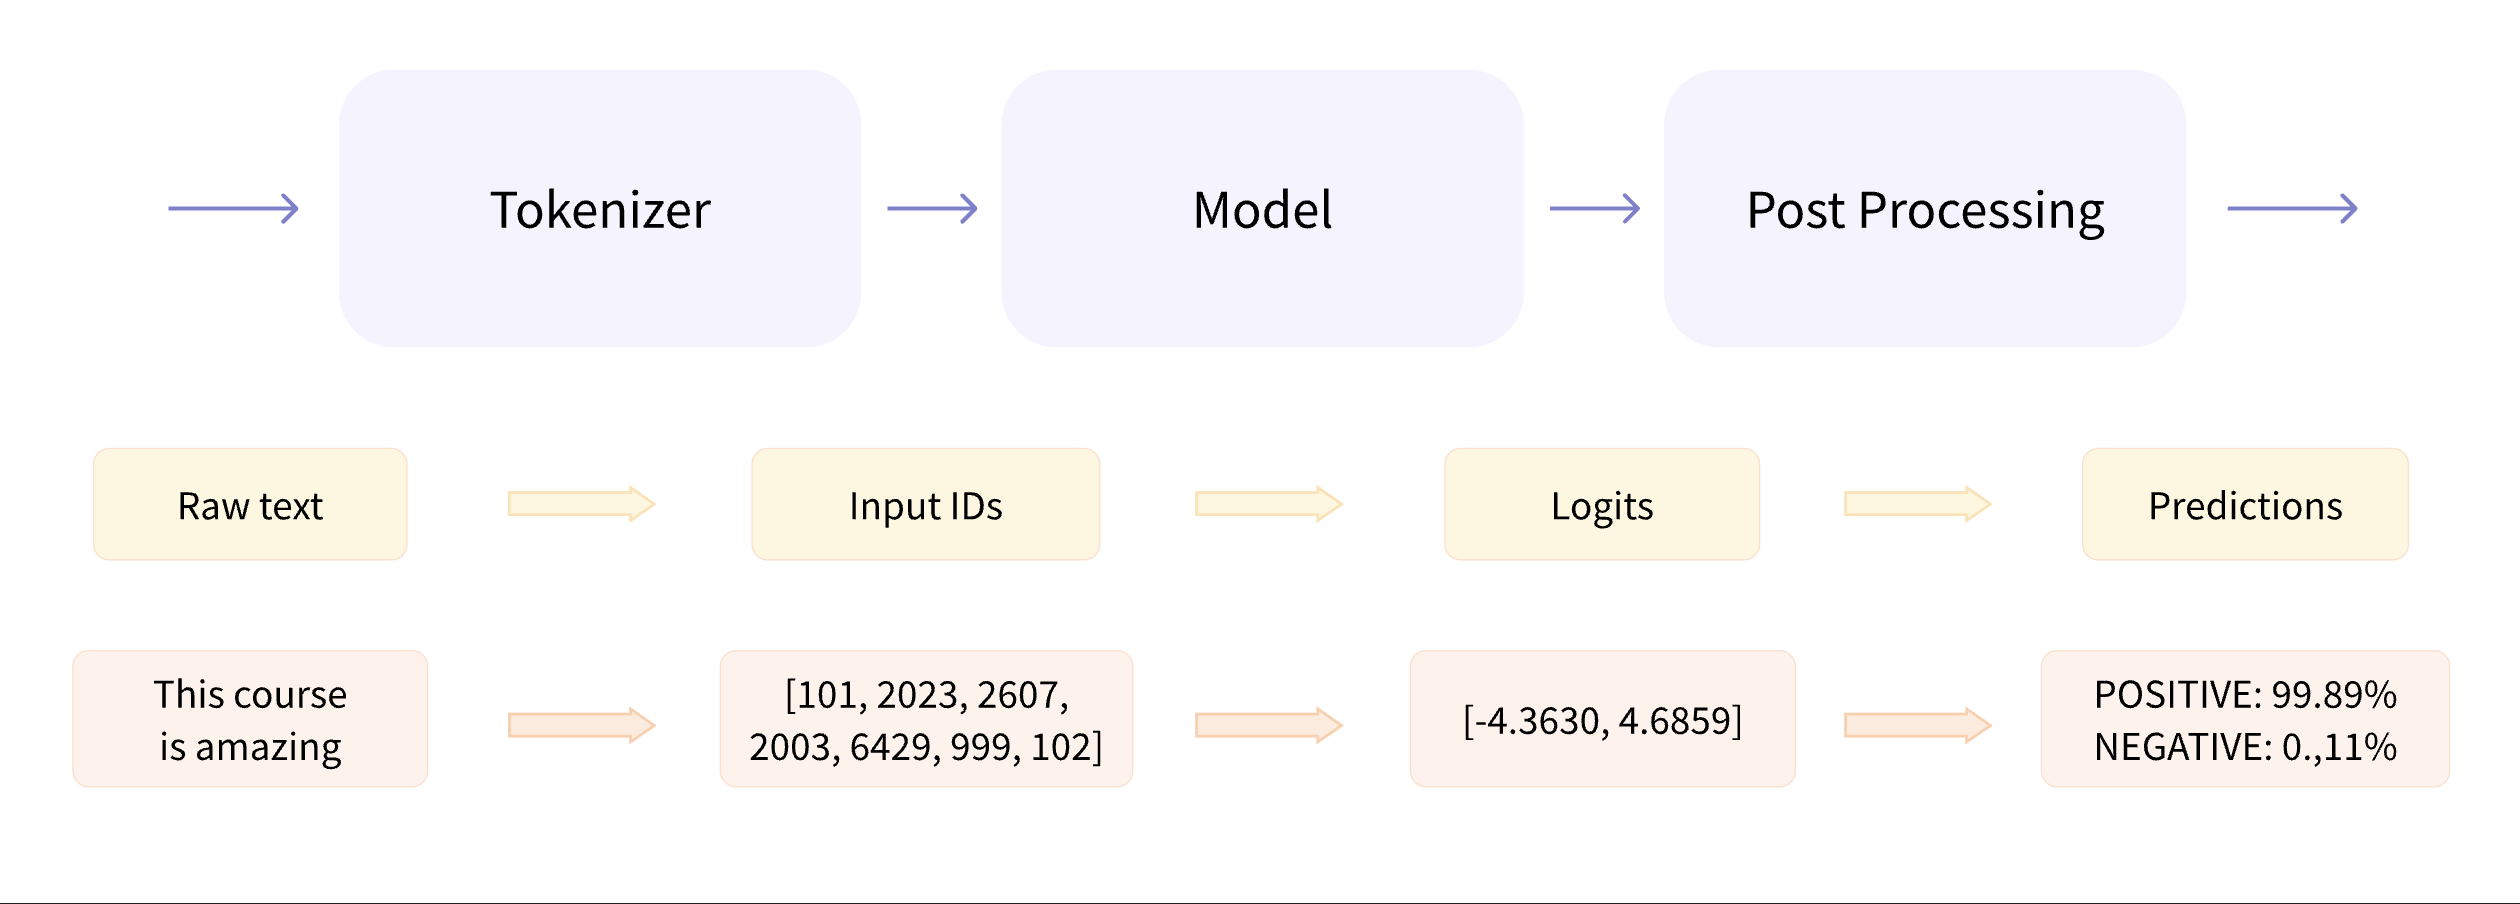 Tokenizer
Model
Post Processing
Raw text
Input IDs
Logits
Predictions
This course
is amazing
[101, 2023, 2607,
2003, 6429, 999, 102]
[-4.3630, 4.6859]
POSITIVE: 99.89%
NEGATIVE: 0.,11%